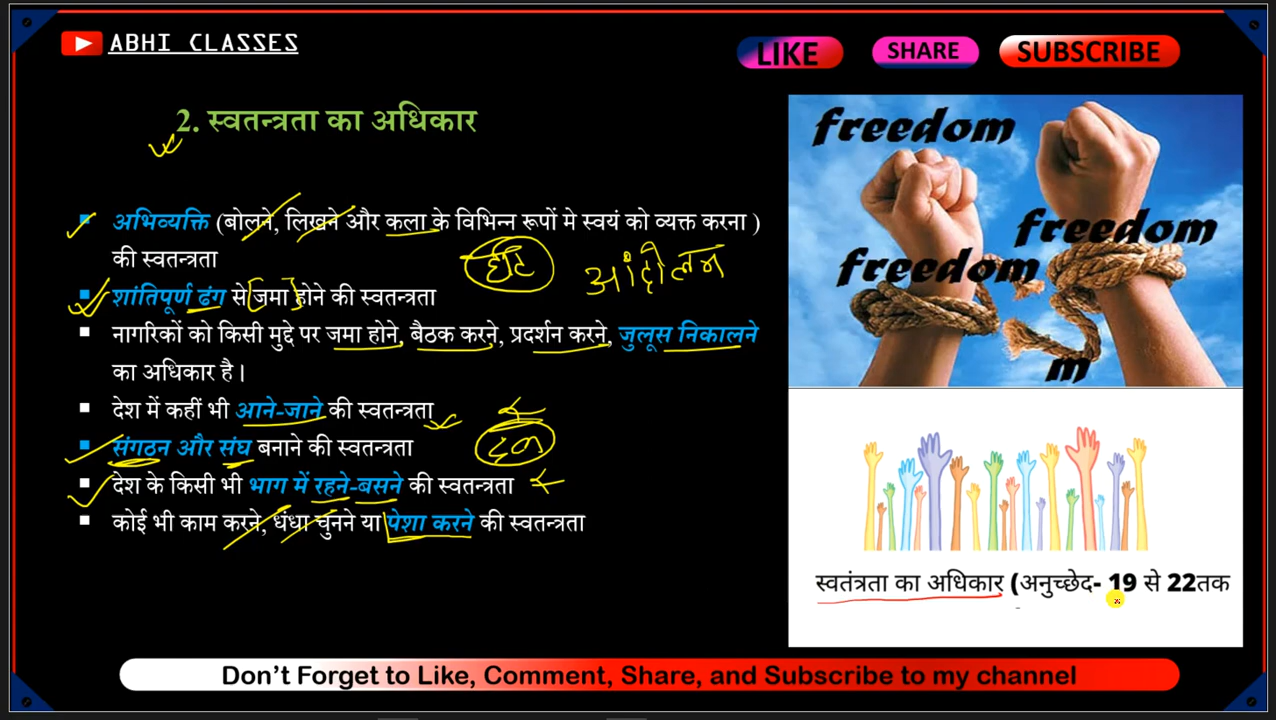 ABHI CLASSES
LIKE
SHARE
SUBSCRIBE
2. स्वतन्त्रता का अधिकार
अभिव्यक्ति (बोलने, लिखने और कला के विभिन्न रूपों मे स्वयं को व्यक्त करना )
की स्वतन्त्रता
शांतिपूर्ण ढंग से जमा होने की स्वतन्त्रता
आंदोलन
नागरिकों को किसी मुद्दे पर जमा होने, बैठक करने, प्रदर्शन करने, जुलूस निकालने
का अधिकार है।
देश में कहीं भी आने-जाने की स्वतन्त्रता
संगठन और संघ बनाने की स्वतन्त्रता
दल
देश के किसी भी भाग में रहने-बसने की स्वतन्त्रता
कोई भी काम करने, धंधा चुनने या पेशा करने की स्वतन्त्रता
freedom
freedom
freedom
m
स्वतंत्रता का अधिकार (अनुच्छेद- 19 से 22तक
Don't Forget to Like, Comment, Share, and Subscribe to my channel